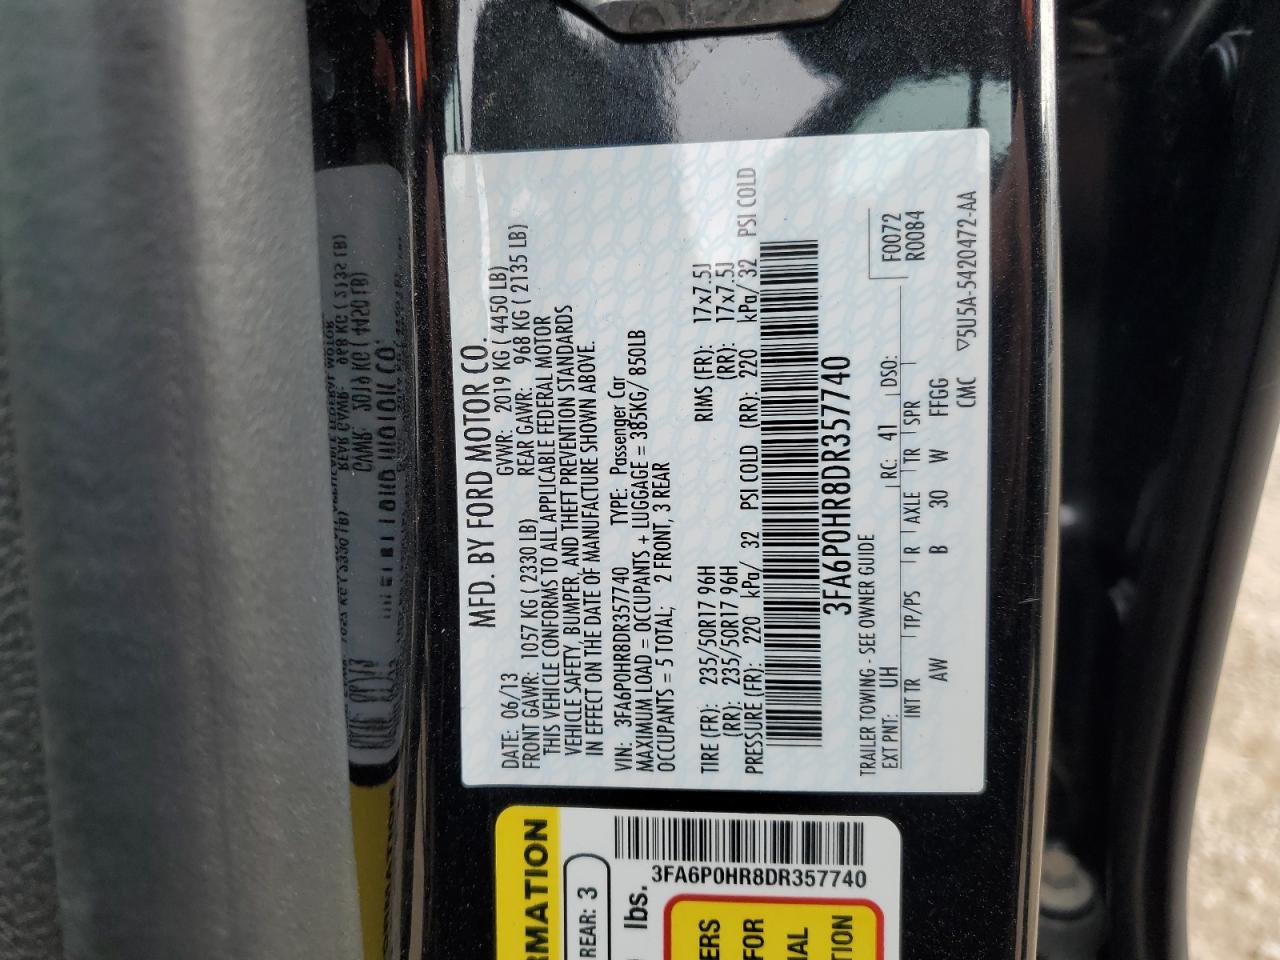 MFD. BY FORD MOTOR CO.
DATE: 06/13 GVWR: 2019 KG ( 4450 LB)
FRONT GAWR: 1057 KG ( 2330 LB) REAR GAWR: 968 KG ( 2135 LB)
THIS VEHICLE CONFORMS TO ALL APPLICABLE FEDERAL MOTOR
VEHICLE SAFETY, BUMPER, AND THEFT PREVENTION STANDARDS
IN EFFECT ON THE DATE OF MANUFACTURE SHOWN ABOVE.
VIN: 3FA6P0HR8DR357740 TYPE: Passenger Car
MAXIMUM LOAD = OCCUPANTS + LUGGAGE = 385KG/ 850LB
OCCUPANTS = 5 TOTAL; 2 FRONT, 3 REAR
TIRE (FR): 235/50R17 96H RIMS (FR): 17x7.5J
(RR): 235/50R17 96H (RR): 17x7.5J
PRESSURE (FR): 220 kPa/ 32 PSI COLD (RR): 220 kPa/ 32 PSI COLD
3FA6P0HR8DR357740
TRAILER TOWING - SEE OWNER GUIDE
F0072
R0084
EXT PNT: UH RC: 41 DSO:
INT TR TP/PS R AXLE TR SPR
AW B 30 W FFGG
CMC ▽5U5A-5420472-AA
RMATION
REAR: 3
lbs.
3FA6P0HR8DR357740
ERS
FOR
IAL
TION